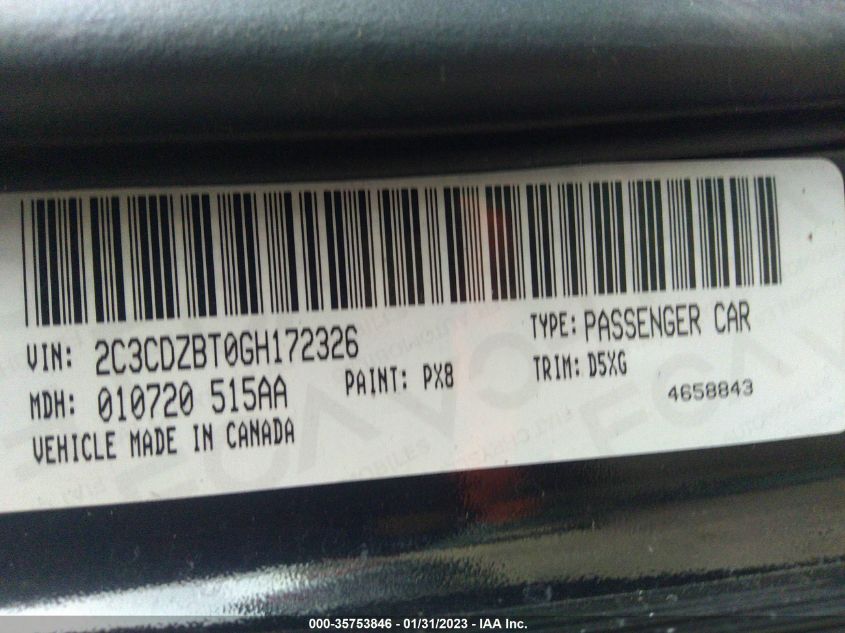 VIN: 2C3CDZBT0GH172326
TYPE: PASSENGER CAR
MDH: 010720 515AA
PAINT: PX8
TRIM: D5XG
4658843
VEHICLE MADE IN CANADA
000-35753846 - 01/31/2023 - IAA Inc.